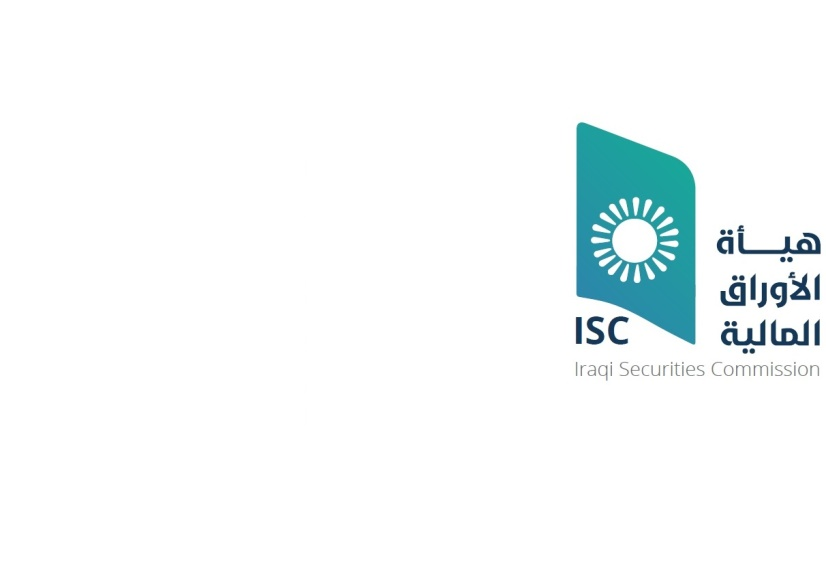 هيـــأة
الأوراق
المالية
ISC
Iraqi Securities Commission